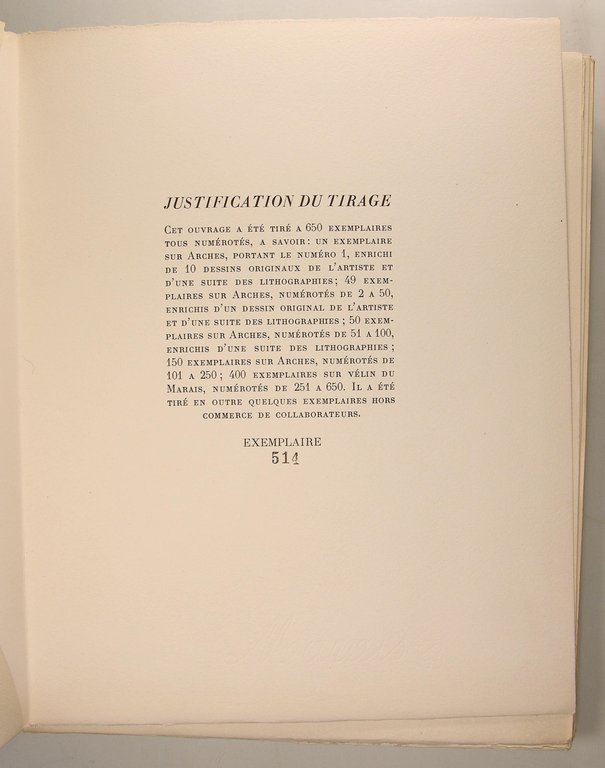 JUSTIFICATION DU TIRAGE
CET OUVRAGE A ÉTÉ TIRÉ A 650 EXEMPLAIRES
TOUS NUMÉROTÉS, A SAVOIR : UN EXEMPLAIRE
SUR ARCHES, PORTANT LE NUMÉRO 1, ENRICHI
DE 10 DESSINS ORIGINAUX DE L'ARTISTE ET
D'UNE SUITE DES LITHOGRAPHIES ; 49 EXEM-
PLAIRES SUR ARCHES, NUMÉROTÉS DE 2 A 50,
ENRICHIS D'UN DESSIN ORIGINAL DE L'ARTISTE
ET D'UNE SUITE DES LITHOGRAPHIES ; 50 EXEM-
PLAIRES SUR ARCHES, NUMÉROTÉS DE 51 A 100,
ENRICHIS D'UNE SUITE DES LITHOGRAPHIES ;
150 EXEMPLAIRES SUR ARCHES, NUMÉROTÉS DE
101 A 250 ; 400 EXEMPLAIRES SUR VÉLIN DU
MARAIS, NUMÉROTÉS DE 251 A 650. IL A ÉTÉ
TIRÉ EN OUTRE QUELQUES EXEMPLAIRES HORS
COMMERCE DE COLLABORATEURS.
EXEMPLAIRE
514